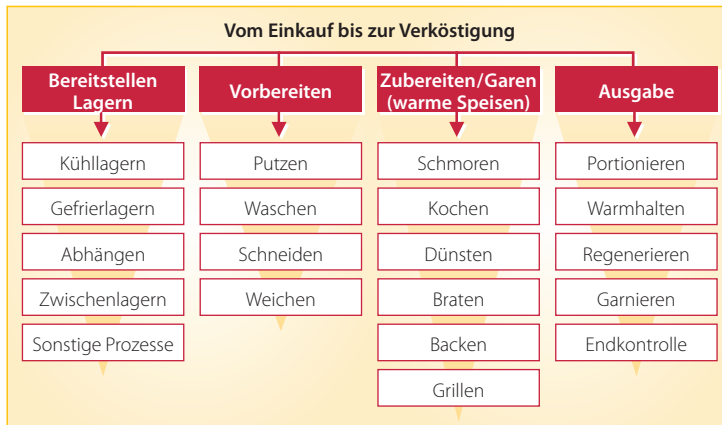 Vom Einkauf bis zur Verköstigung
Bereitstellen
Lagern
Kühllagern
Gefrierlagern
Abhängen
Zwischenlagern
Sonstige Prozesse
Vorbereiten
Putzen
Waschen
Schneiden
Weichen
Zubereiten/Garen
(warme Speisen)
Schmoren
Kochen
Dünsten
Braten
Backen
Grillen
Ausgabe
Portionieren
Warmhalten
Regenerieren
Garnieren
Endkontrolle